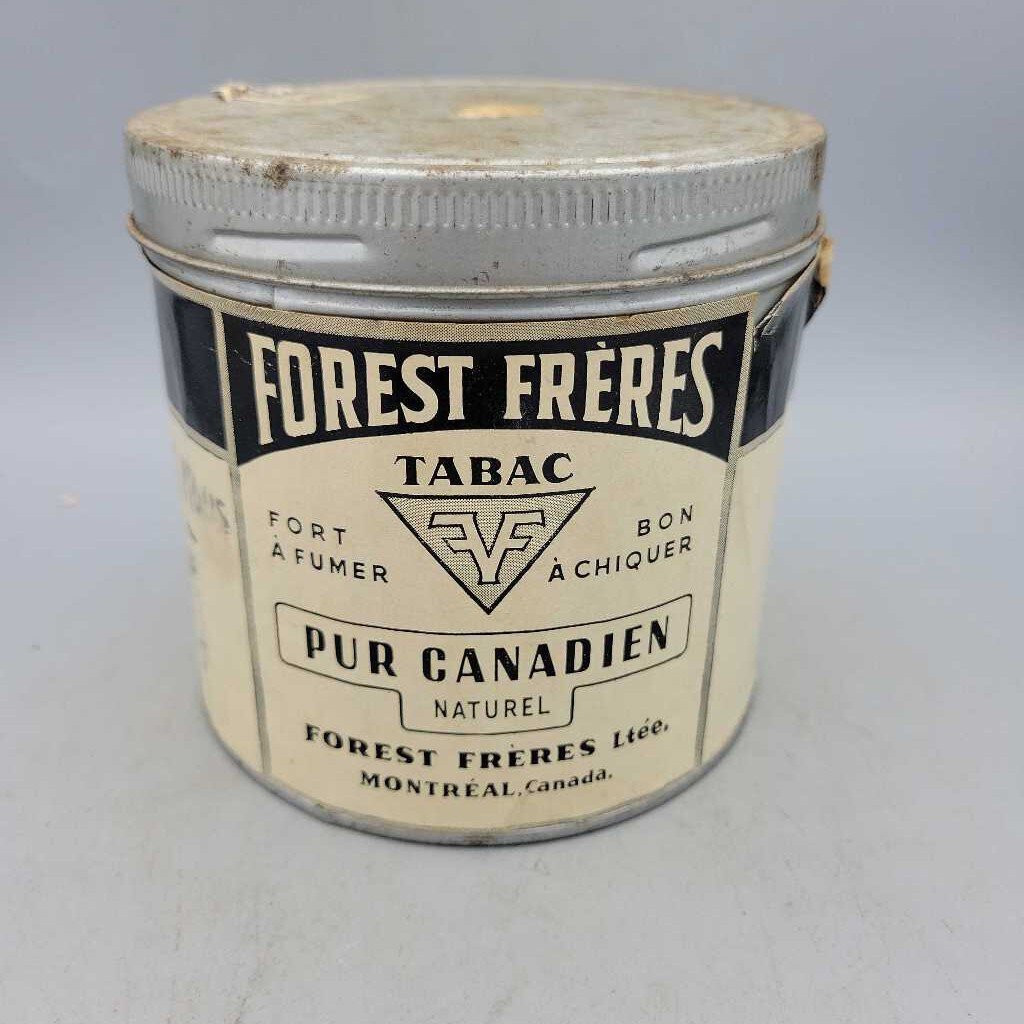 FOREST FRÈRES
TABAC
FORT
À FUMER
BON
À CHIQUER
PUR CANADIEN
NATUREL
FOREST FRÈRES Ltée.
MONTRÉAL, Canada.